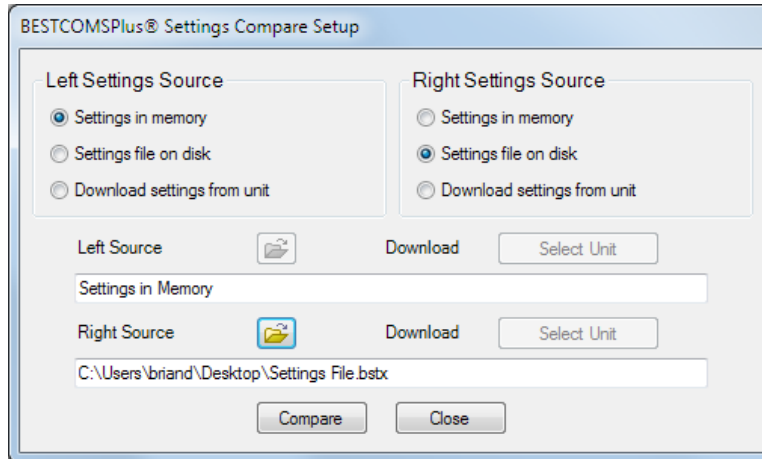 BESTCOMSPlus® Settings Compare Setup
Left Settings Source
Right Settings Source
Settings in memory
Settings in memory
Settings file on disk
Settings file on disk
Download settings from unit
Download settings from unit
Left Source
Download
Select Unit
Settings in Memory
Right Source
Download
Select Unit
C:\Users\briand\Desktop\Settings File.bstx
Compare
Close